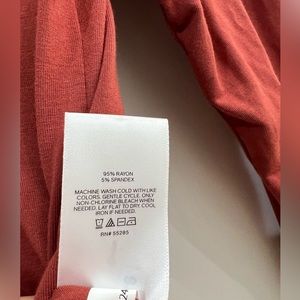 95% RAYON
5% SPANDEX
MACHINE WASH COLD WITH LIKE
COLORS. GENTLE CYCLE. ONLY
NON-CHLORINE BLEACH WHEN
NEEDED. LAY FLAT TO DRY. COOL
IRON IF NEEDED.
RN# 55285
24